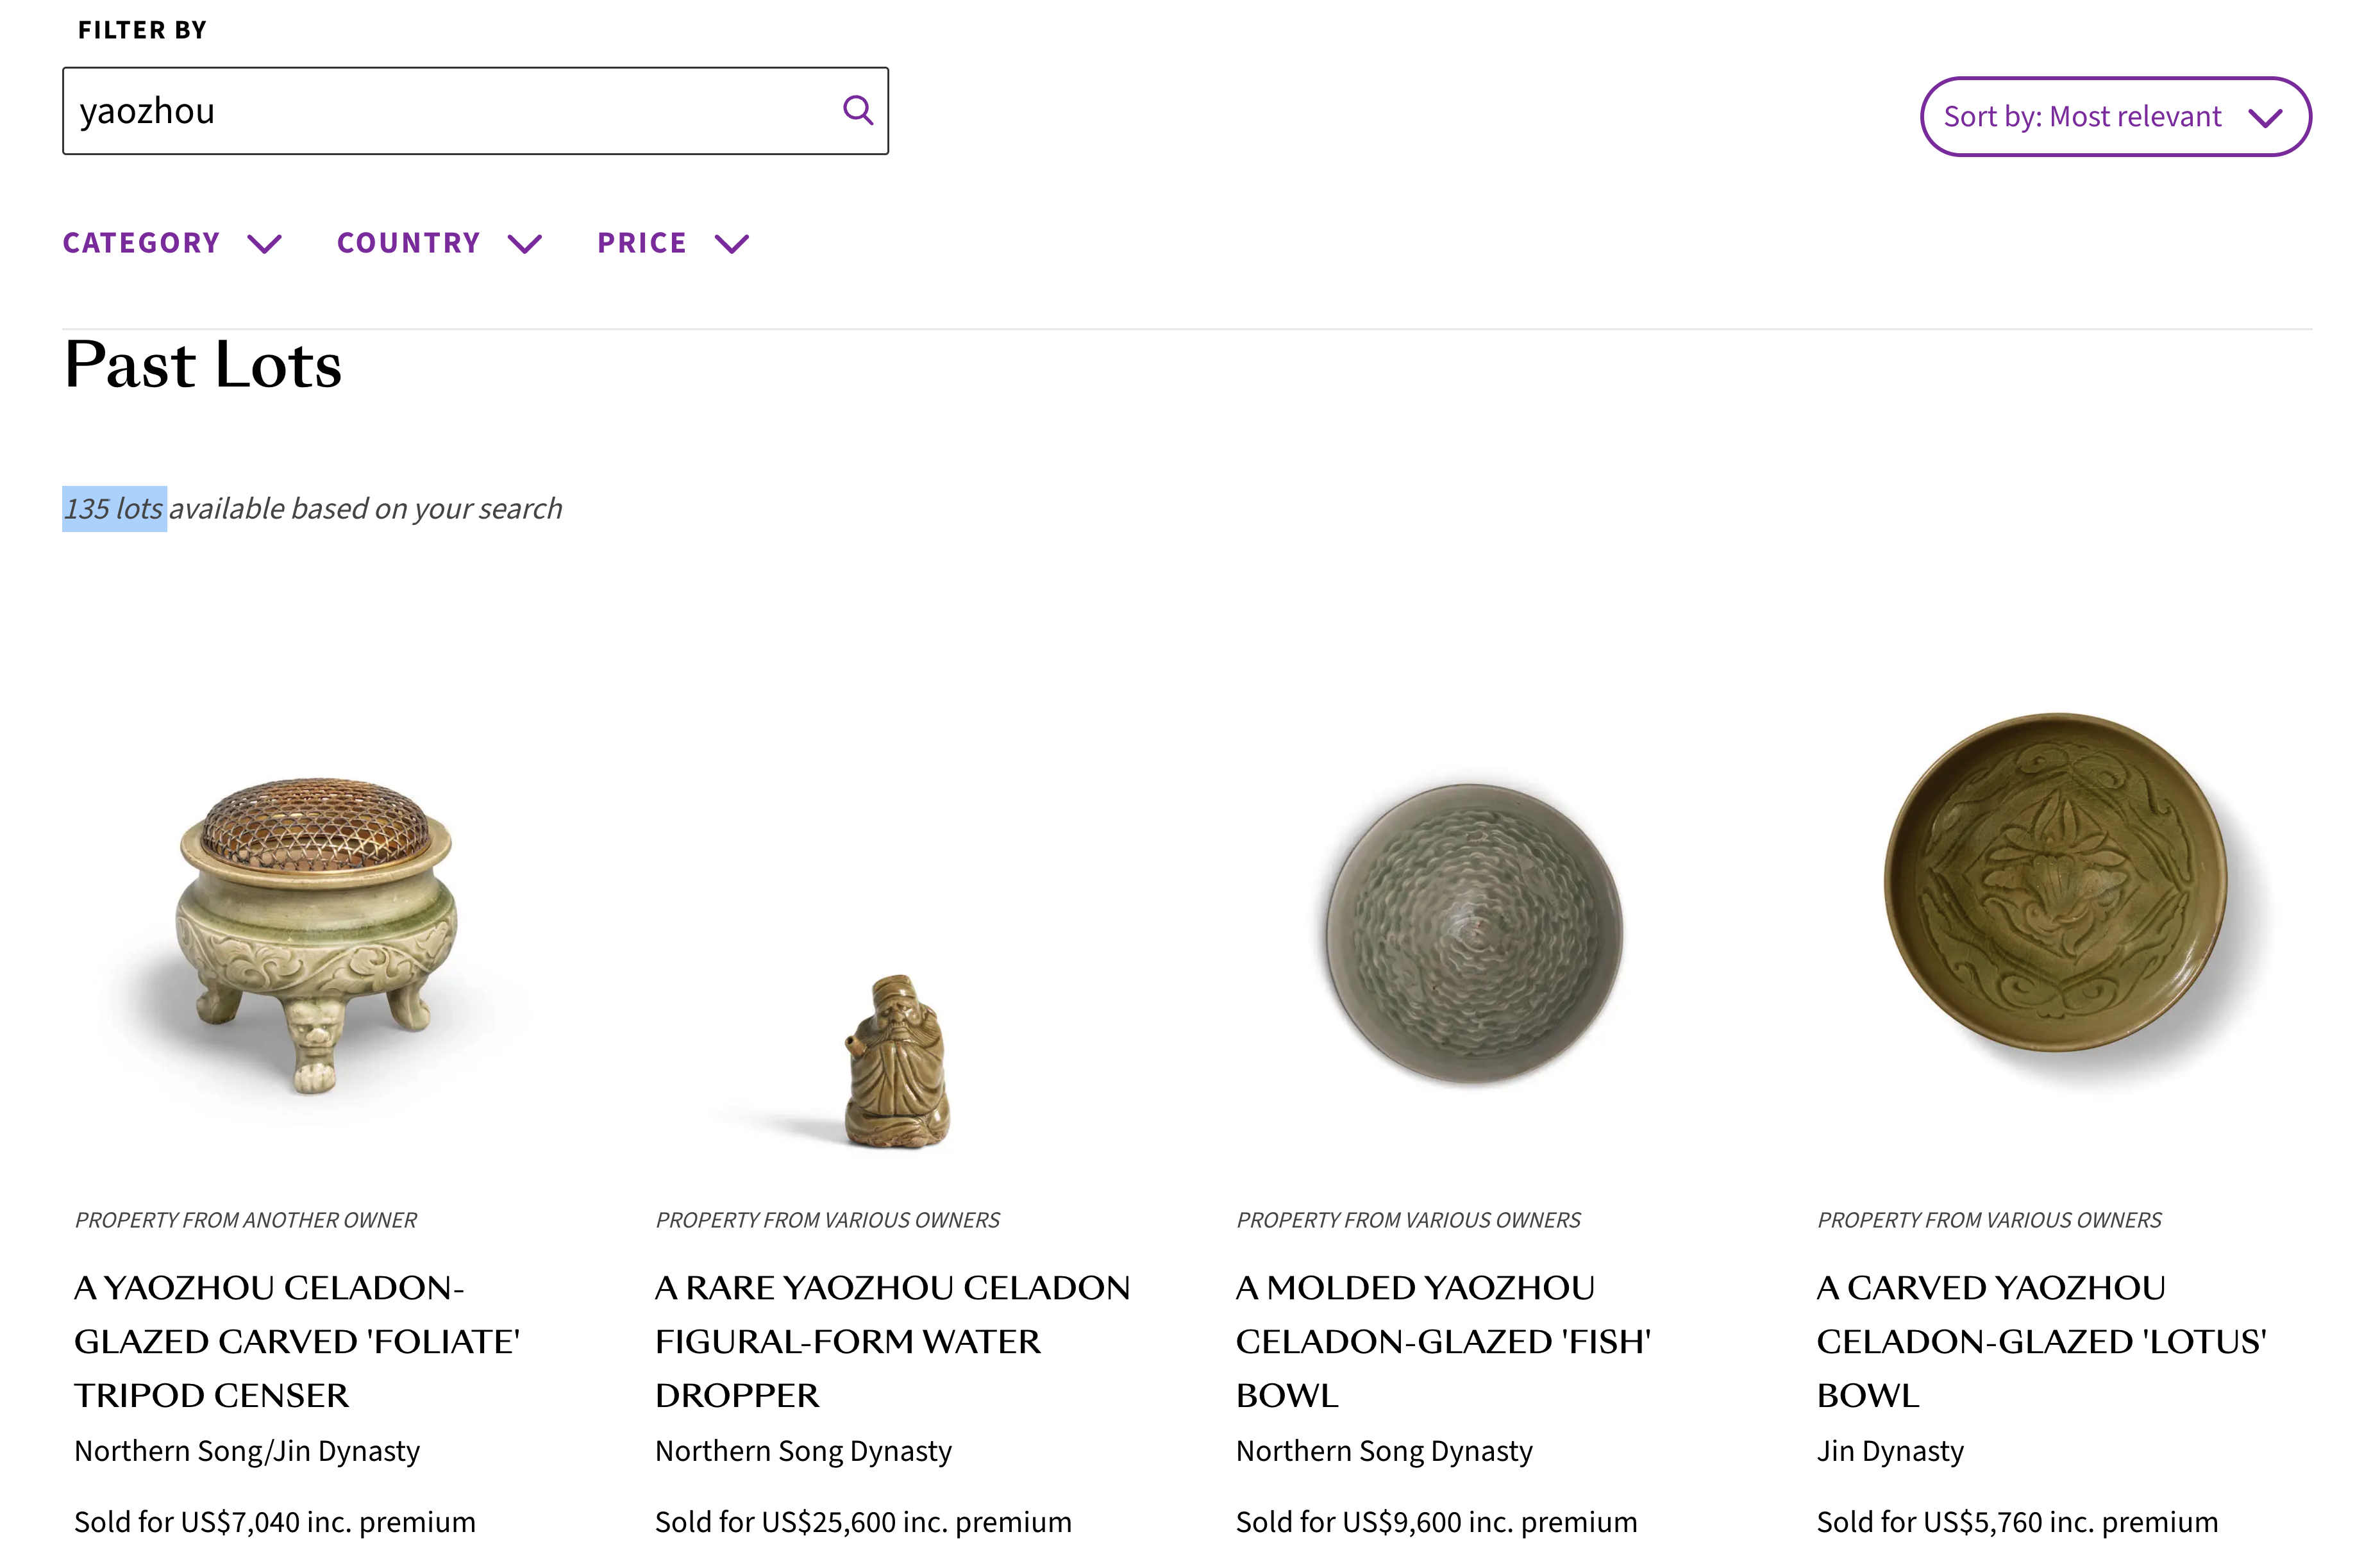 FILTER BY
yaozhou
Sort by: Most relevant
CATEGORY
COUNTRY
PRICE
Past Lots
135 lots available based on your search
PROPERTY FROM ANOTHER OWNER
A YAOZHOU CELADON-
GLAZED CARVED 'FOLIATE'
TRIPOD CENSER
Northern Song/Jin Dynasty
Sold for US$7,040 inc. premium
PROPERTY FROM VARIOUS OWNERS
A RARE YAOZHOU CELADON
FIGURAL-FORM WATER
DROPPER
Northern Song Dynasty
Sold for US$25,600 inc. premium
PROPERTY FROM VARIOUS OWNERS
A MOLDED YAOZHOU
CELADON-GLAZED 'FISH'
BOWL
Northern Song Dynasty
Sold for US$9,600 inc. premium
PROPERTY FROM VARIOUS OWNERS
A CARVED YAOZHOU
CELADON-GLAZED 'LOTUS'
BOWL
Jin Dynasty
Sold for US$5,760 inc. premium